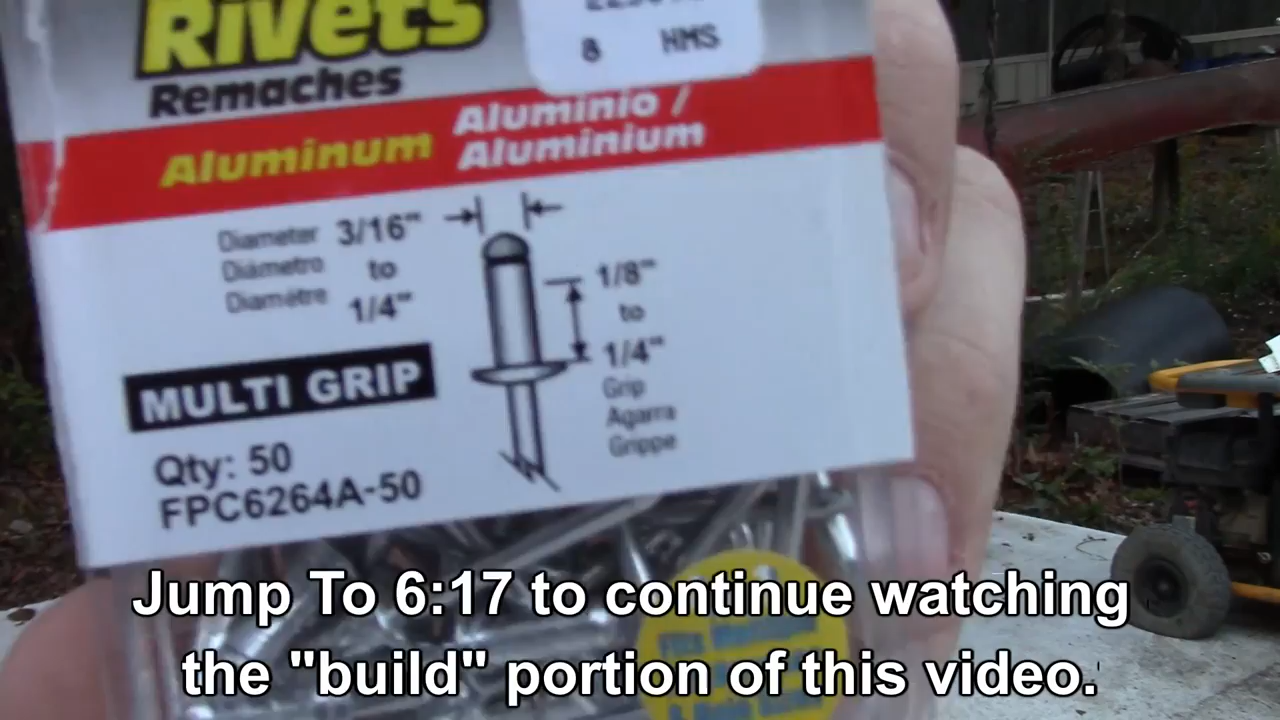 Rivets
8 HMS
Remaches
Aluminum Aluminio /
Aluminium
Diameter 3/16"
Diámetro to
Diamètre 1/4"
1/8"
to
1/4"
Grip
Agarra
Grippe
MULTI GRIP
Qty: 50
FPC6264A-50
Jump To 6:17 to continue watching
the "build" portion of this video.